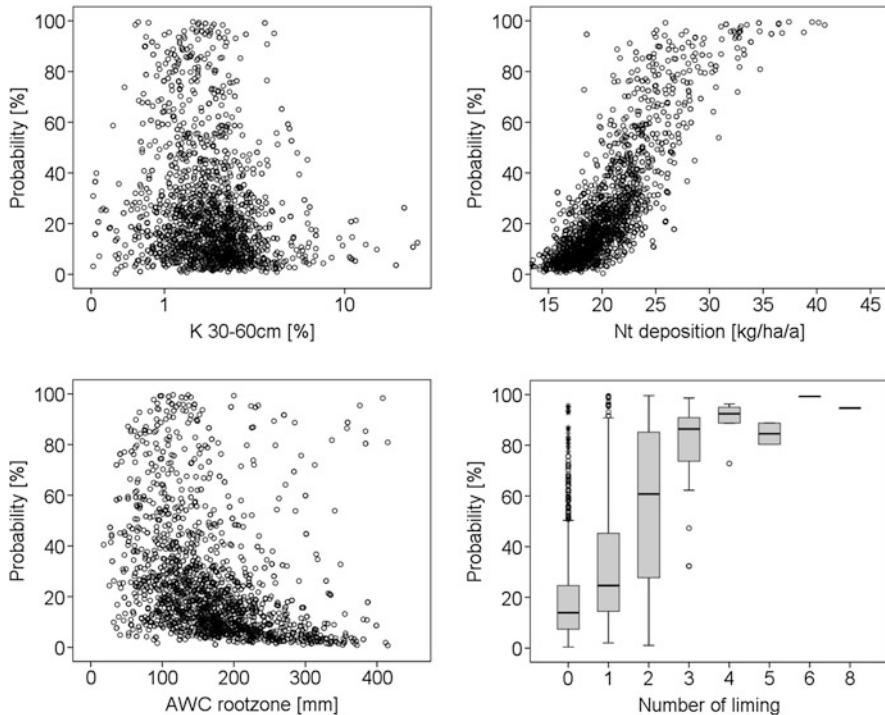 100
80
60
40
20
0
Probability [%]
0 1 10
K 30-60cm [%]
100
80
60
40
20
0
Probability [%]
15 20 25 30 35 40 45
Nt deposition [kg/ha/a]
100
80
60
40
20
0
Probability [%]
0 100 200 300 400
AWC rootzone [mm]
100
80
60
40
20
0
Probability [%]
0 1 2 3 4 5 6 8
Number of liming